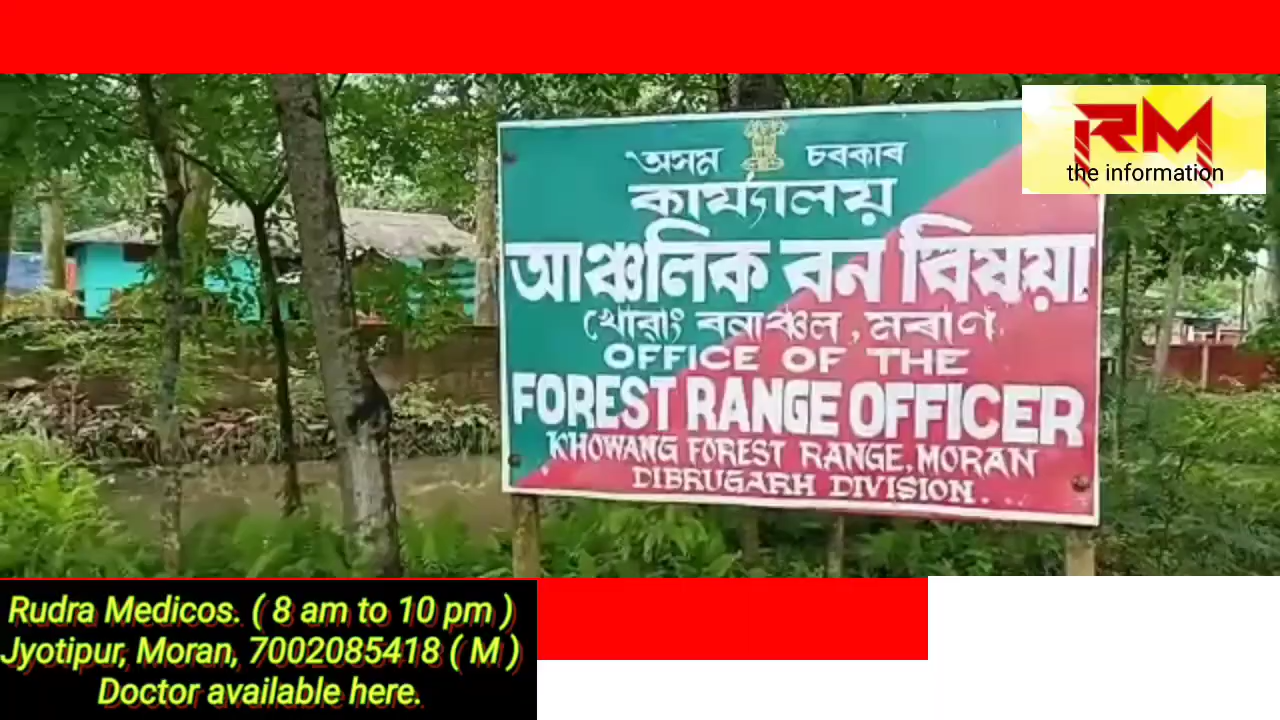 RM
the information
অসম চৰকাৰ
কাৰ্য্যালয়
আঞ্চলিক বন বিষয়া
খোৱাং বনাঞ্চল, মৰাণ.
OFFICE OF THE
FOREST RANGE OFFICER
KHOWANG FOREST RANGE, MORAN
DIBRUGARH DIVISION.
Rudra Medicos. ( 8 am to 10 pm )
Jyotipur, Moran, 7002085418 ( M )
Doctor available here.